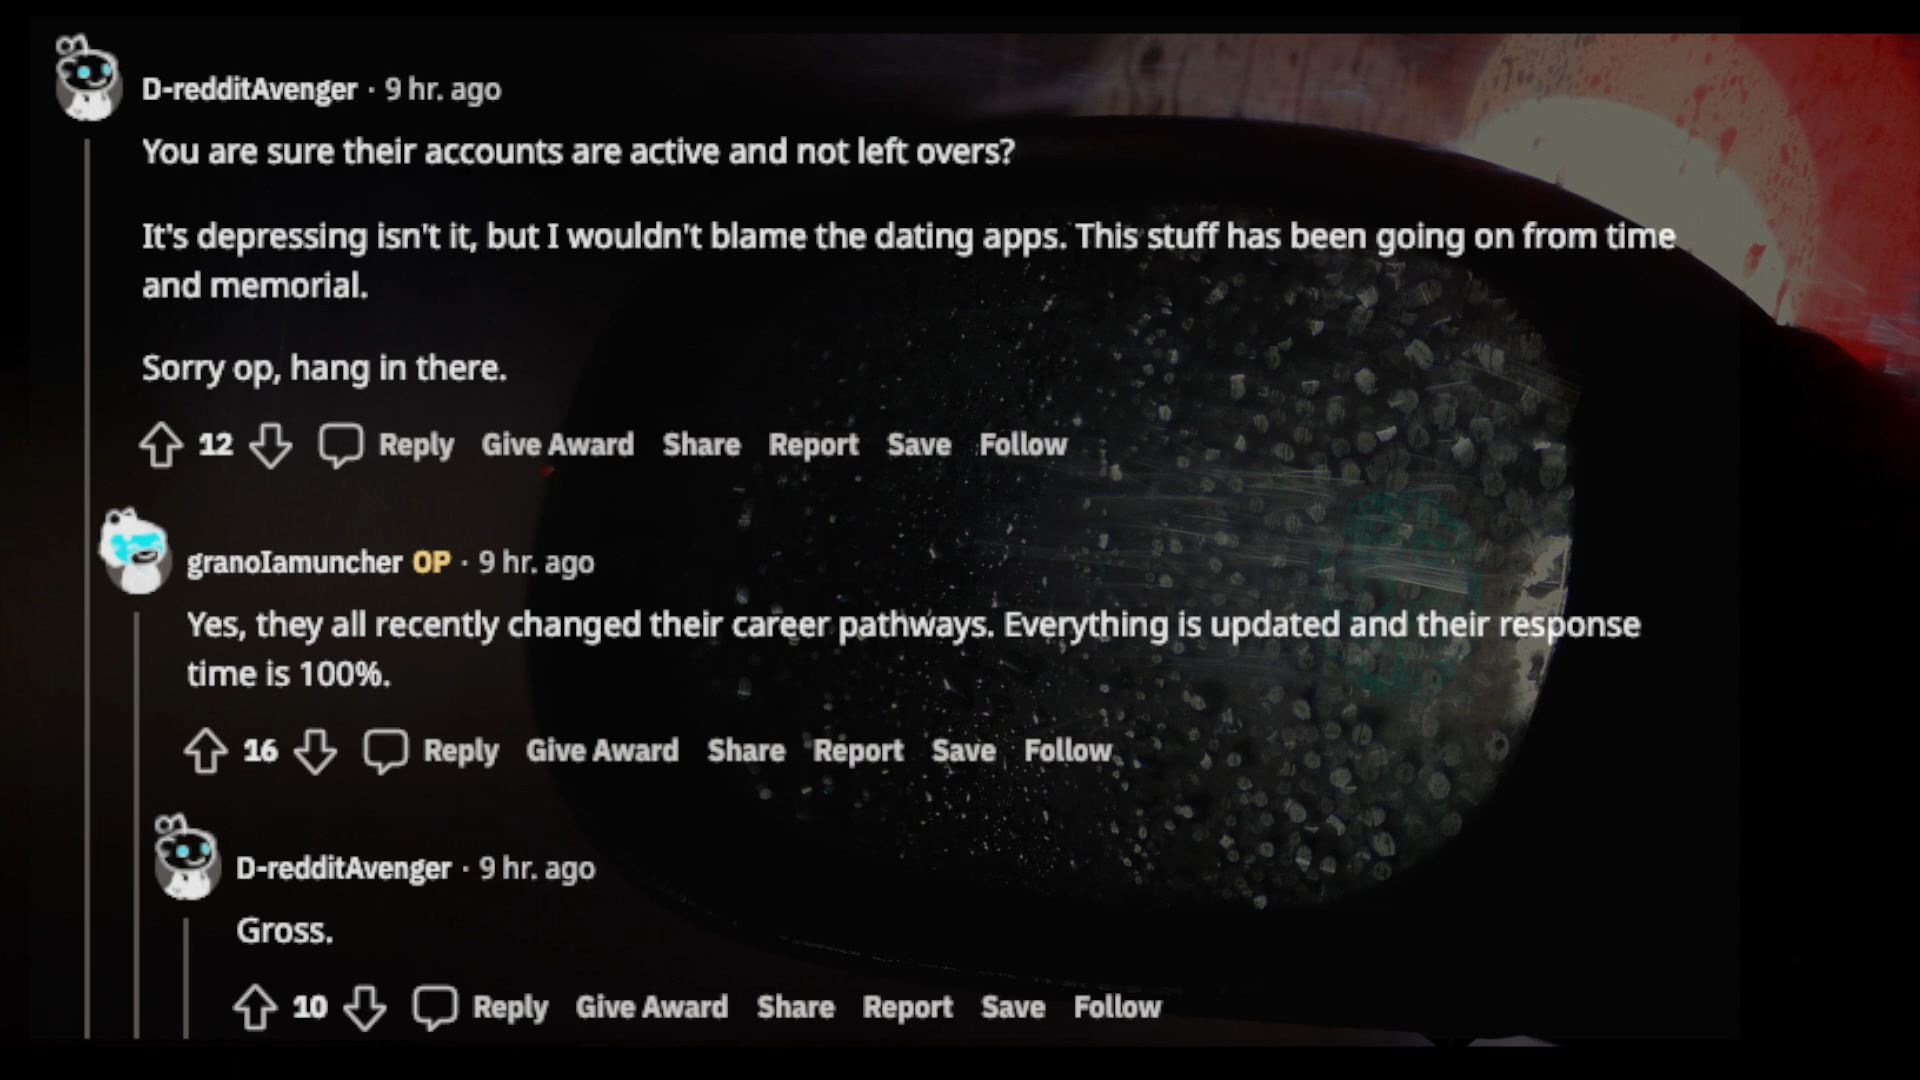 D-redditAvenger · 9 hr. ago
You are sure their accounts are active and not left overs?
It's depressing isn't it, but I wouldn't blame the dating apps. This stuff has been going on from time
and memorial.
Sorry op, hang in there.
12 Reply Give Award Share Report Save Follow
granoIamuncher OP · 9 hr. ago
Yes, they all recently changed their career pathways. Everything is updated and their response
time is 100%.
16 Reply Give Award Share Report Save Follow
D-redditAvenger · 9 hr. ago
Gross.
10 Reply Give Award Share Report Save Follow